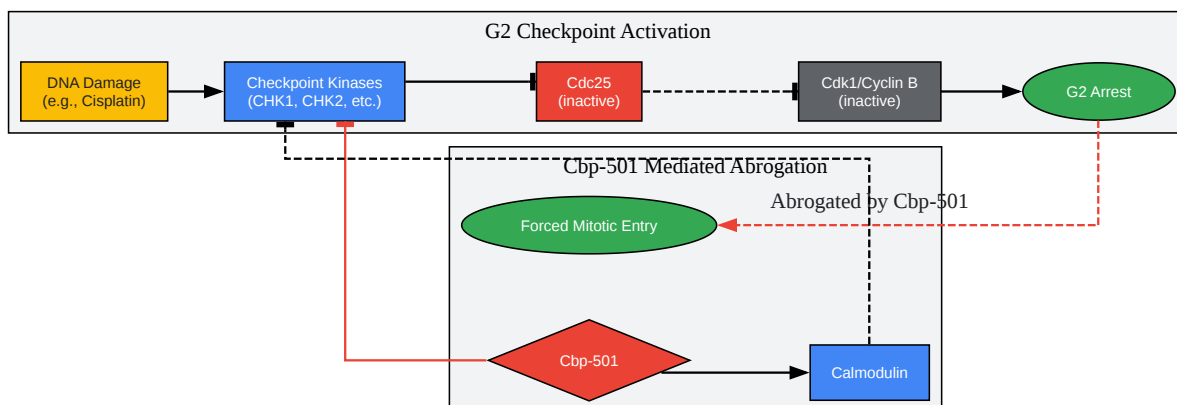 G2 Checkpoint Activation
DNA Damage
(e.g., Cisplatin)
Checkpoint Kinases
(CHK1, CHK2, etc.)
Cdc25
(inactive)
Cdk1/Cyclin B
(inactive)
G2 Arrest
Cbp-501 Mediated Abrogation
Abrogated by Cbp-501
Forced Mitotic Entry
Cbp-501
Calmodulin